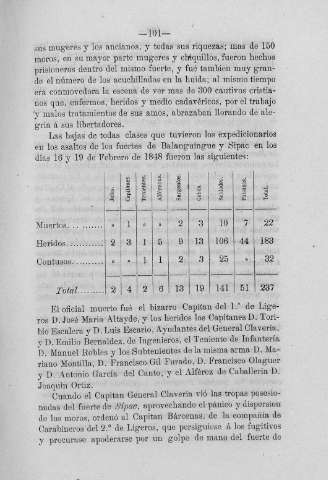 —101—
sus mugeres y los ancianos, y todas sus riquezas; mas de 150
moros, en su mayor parte mugeres y chiquillos, fueron hechos
prisioneros dentro del mismo fuerte, y fué tambien muy gran-
de el número de los acuchillados en la huida; al mismo tiempo
era conmovedora la escena de ver mas de 300 cautivos cristia-
nos que, enfermos, heridos y medio cadavéricos, por el trabajo
y malos tratamientos de sus amos, abrazaban llorando de ale-
gría á sus libertadores.
Las bajas de todas clases que tuvieron los expedicionarios
en los asaltos de los fuertes de Balanguingue y Sipac en los
dias 16 y 19 de Febrero de 1848 fueron las siguientes:
Jefes. Capitanes. Tenientes. Alféreces. Sargentos. Cabos. Soldados. Paisanos. Total.
Muertos. .......... » 1 » » 2 3 10 7 22
Heridos............ 2 3 1 5 9 13 106 44 183
Contusos........... » » 1 1 2 3 25 » 32
Total......... 2 4 2 6 13 19 141 51 237
El oficial muerto fué el bizarro Capitan del 1.º de Lige-
ros D. José María Altayde, y los heridos los Capitanes D. Tori-
bio Escalera y D. Luis Escario, Ayudantes del General Clavería,
y D. Emilio Bernaldez, de Ingenieros, el Teniente de Infantería
D. Manuel Robles y los Subtenientes de la misma arma D. Ma-
riano Montilla, D. Francisco Gil Fuvado, D. Francisco Olaguer
y D. Antonio García del Canto, y el Alférez de Caballería D.
Joaquin Ortiz.
Cuando el Capitan General Clavería vió las tropas posesio-
nadas del fuerte de Sipac, aprovechando el pánico y dispersion
de los moros, ordenó al Capitan Bárcenas, de la compañía de
Carabineros del 2.º de Ligeros, que persiguiese á los fugitivos
y procurase apoderarse por un golpe de mano del fuerte de